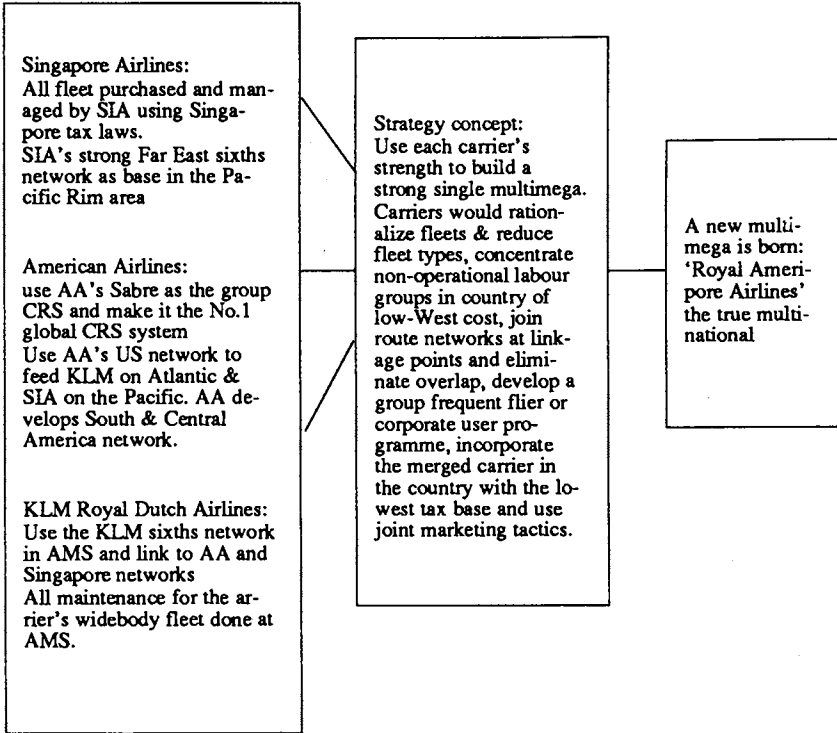 Singapore Airlines:
All fleet purchased and man-
aged by SIA using Singa-
pore tax laws.
SIA's strong Far East sixths
network as base in the Pa-
cific Rim area
American Airlines:
use AA's Sabre as the group
CRS and make it the No.1
global CRS system
Use AA's US network to
feed KLM on Atlantic &
SIA on the Pacific. AA de-
velops South & Central
America network.
KLM Royal Dutch Airlines:
Use the KLM sixths network
in AMS and link to AA and
Singapore networks
All maintenance for the ar-
rier's widebody fleet done at
AMS.
Strategy concept:
Use each carrier's
strength to build a
strong single multimega.
Carriers would ration-
alize fleets & reduce
fleet types, concentrate
non-operational labour
groups in country of
low-West cost, join
route networks at link-
age points and elimi-
nate overlap, develop a
group frequent flier or
corporate user pro-
gramme, incorporate
the merged carrier in
the country with the lo-
west tax base and use
joint marketing tactics.
A new multi-
mega is born:
'Royal Ameri-
pore Airlines'
the true multi-
national